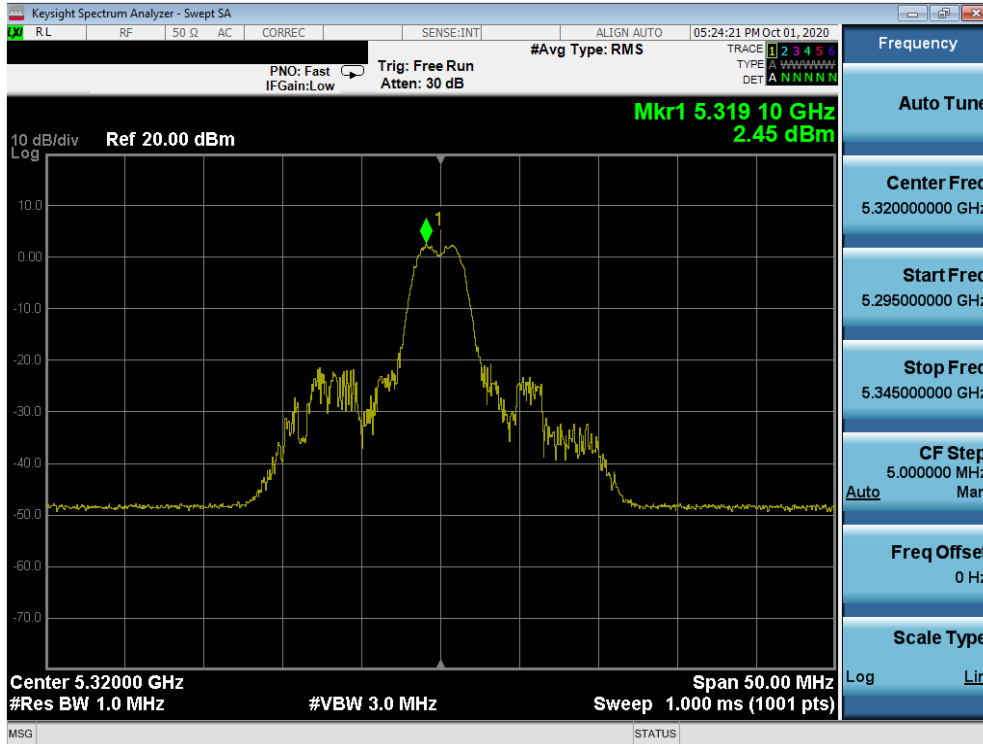 Keysight Spectrum Analyzer - Swept SA
LXI RL RF 50 Ω AC CORREC SENSE:INT ALIGN AUTO 05:24:21 PM Oct 01, 2020
#Avg Type: RMS TRACE 1 2 3 4 5 6
PNO: Fast Trig: Free Run TYPE A WWWWW
IFGain:Low Atten: 30 dB DET A N N N N N
Mkr1 5.319 10 GHz
2.45 dBm
10 dB/div Ref 20.00 dBm
Log
1
10.0
0.00
-10.0
-20.0
-30.0
-40.0
-50.0
-60.0
-70.0
Center 5.32000 GHz Span 50.00 MHz
#Res BW 1.0 MHz #VBW 3.0 MHz Sweep 1.000 ms (1001 pts)
MSG STATUS
Frequency
Auto Tune
Center Freq
5.320000000 GHz
Start Freq
5.295000000 GHz
Stop Freq
5.345000000 GHz
CF Step
5.000000 MHz
Auto Man
Freq Offset
0 Hz
Scale Type
Log Lin